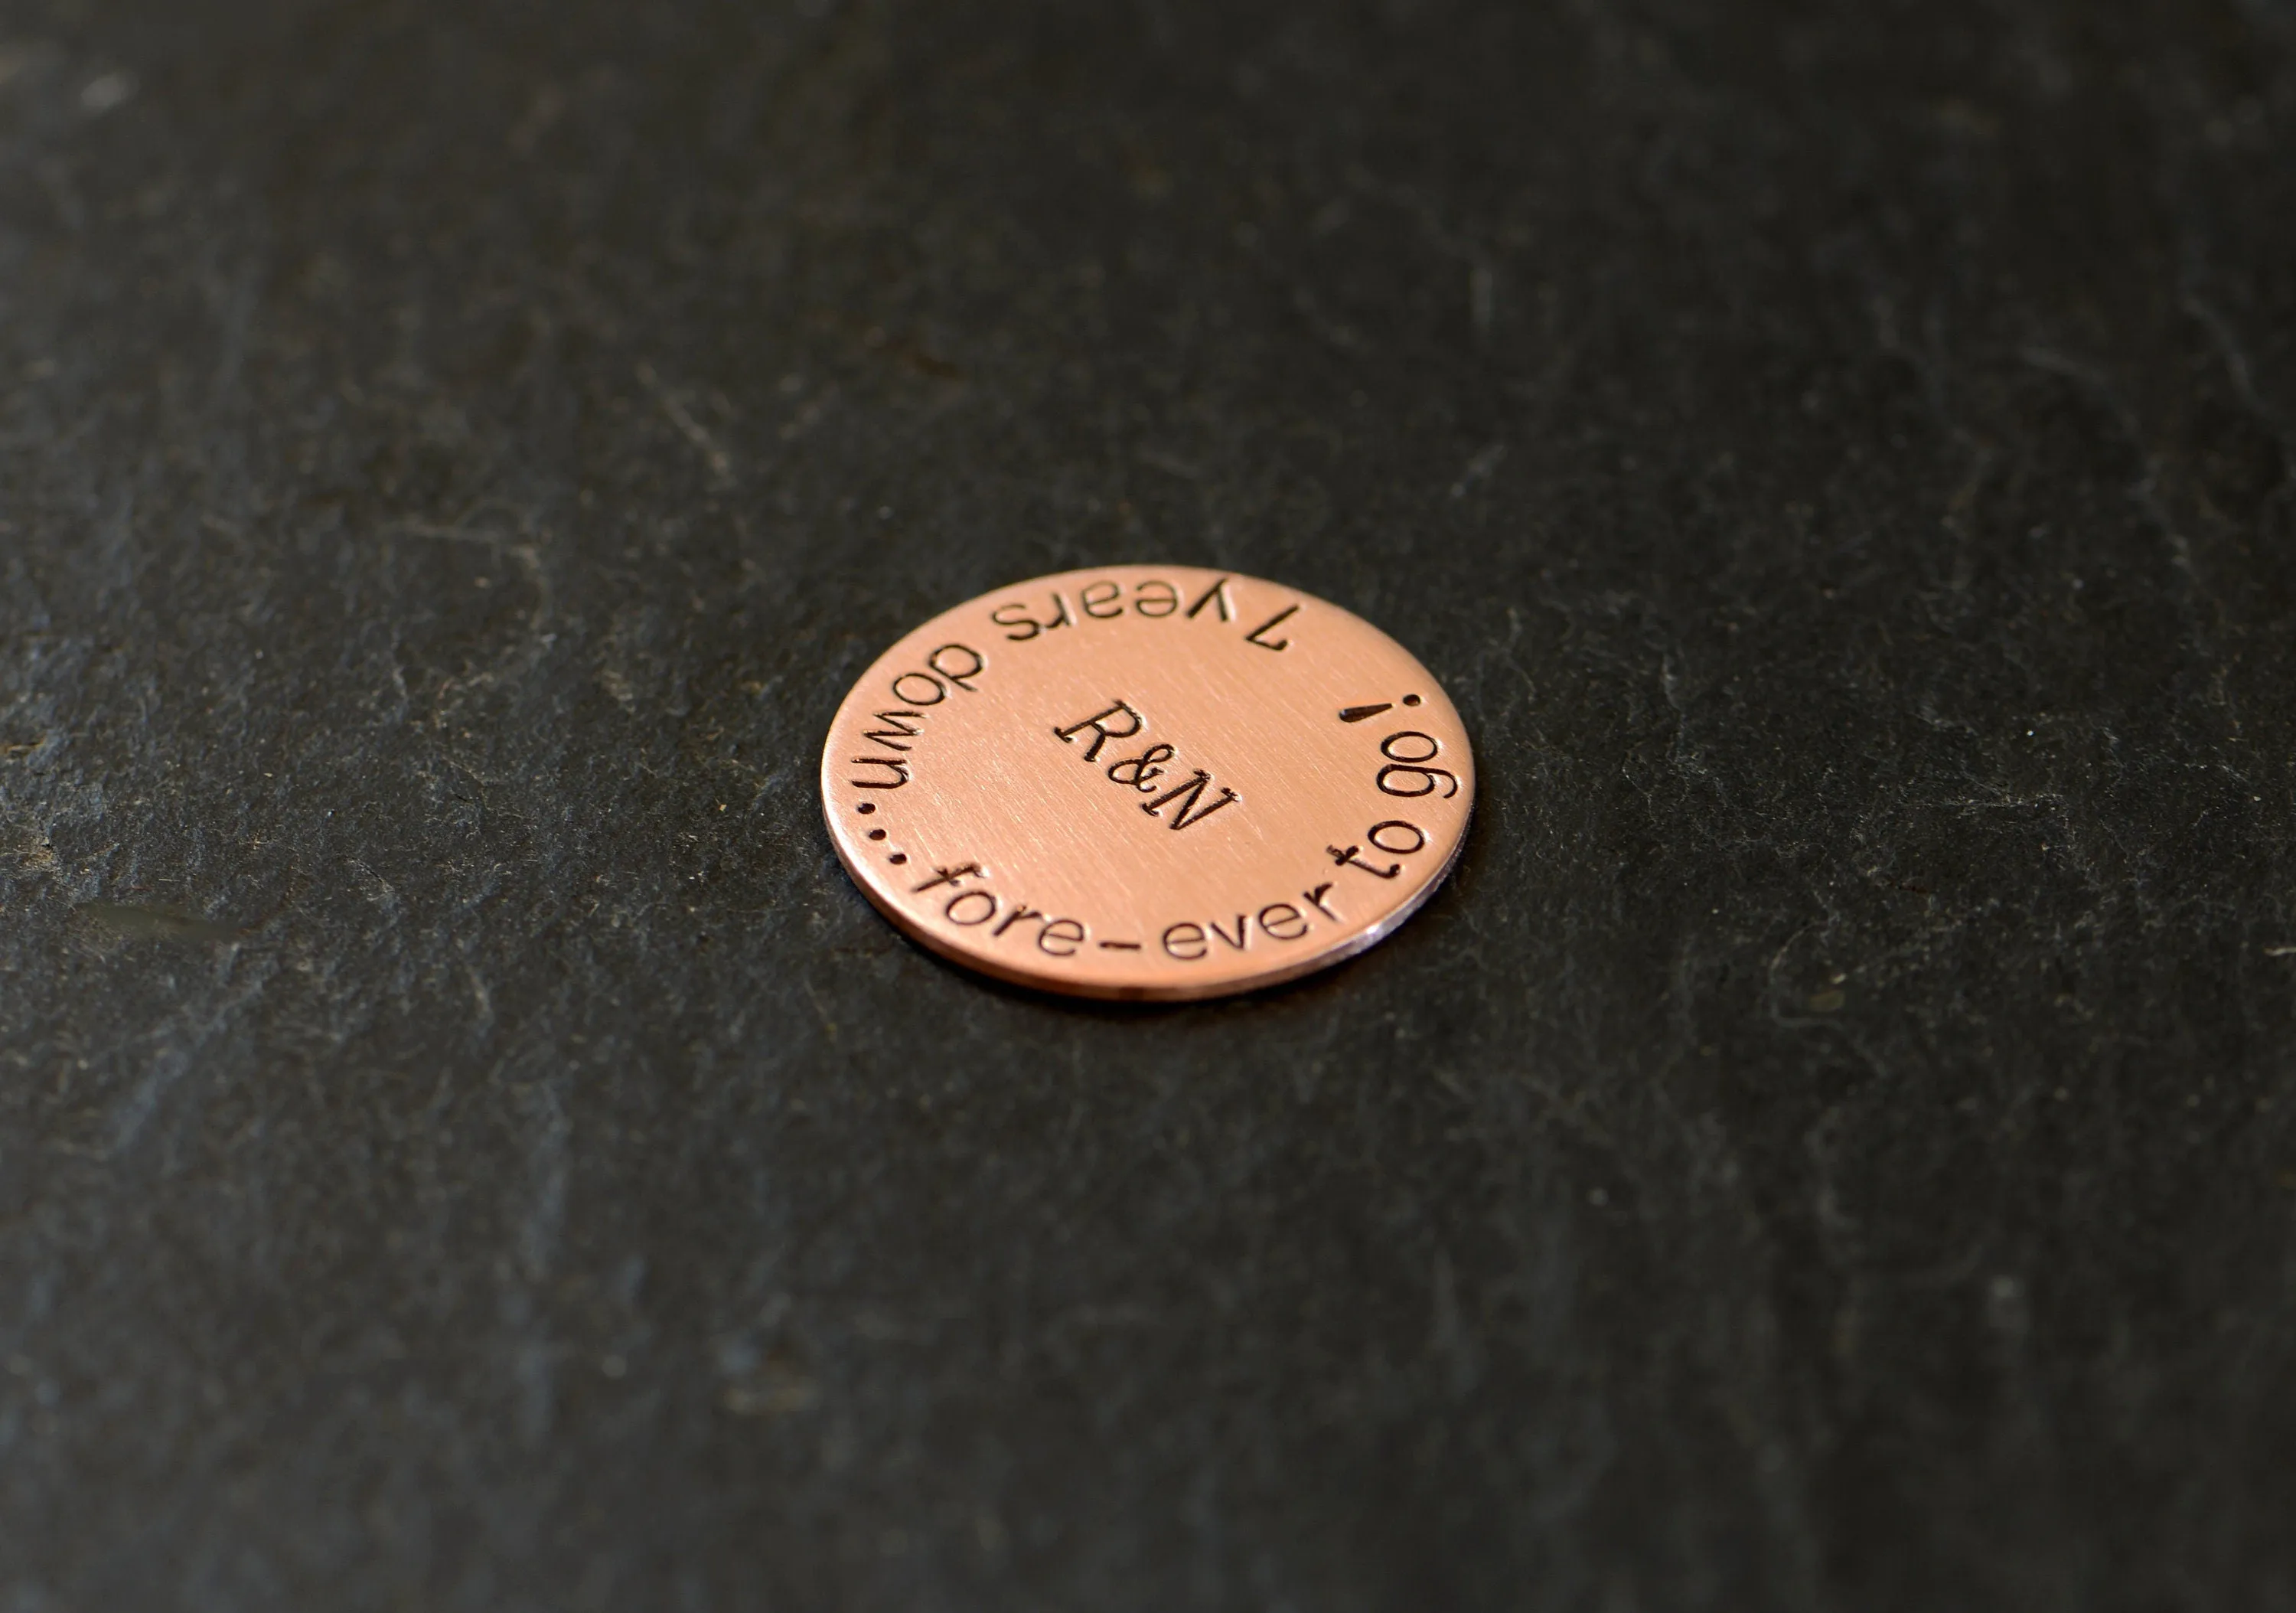 7 years down...fore-ever to go!
R&N